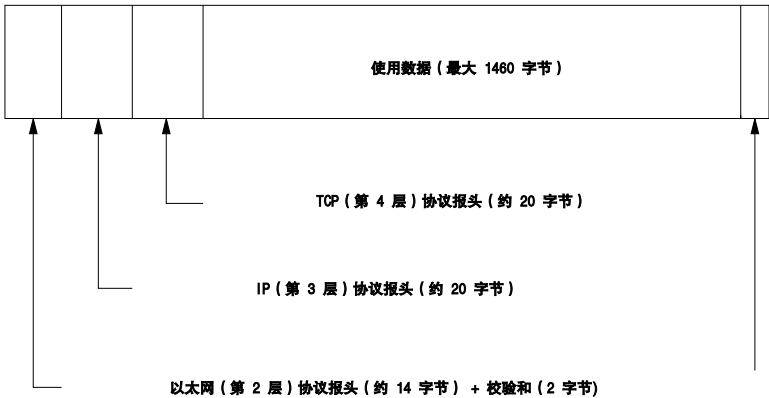 使用数据(最大 1460 字节)
TCP(第 4 层)协议报头(约 20 字节)
IP(第 3 层)协议报头(约 20 字节)
以太网(第 2 层)协议报头(约 14 字节) + 校验和(2 字节)